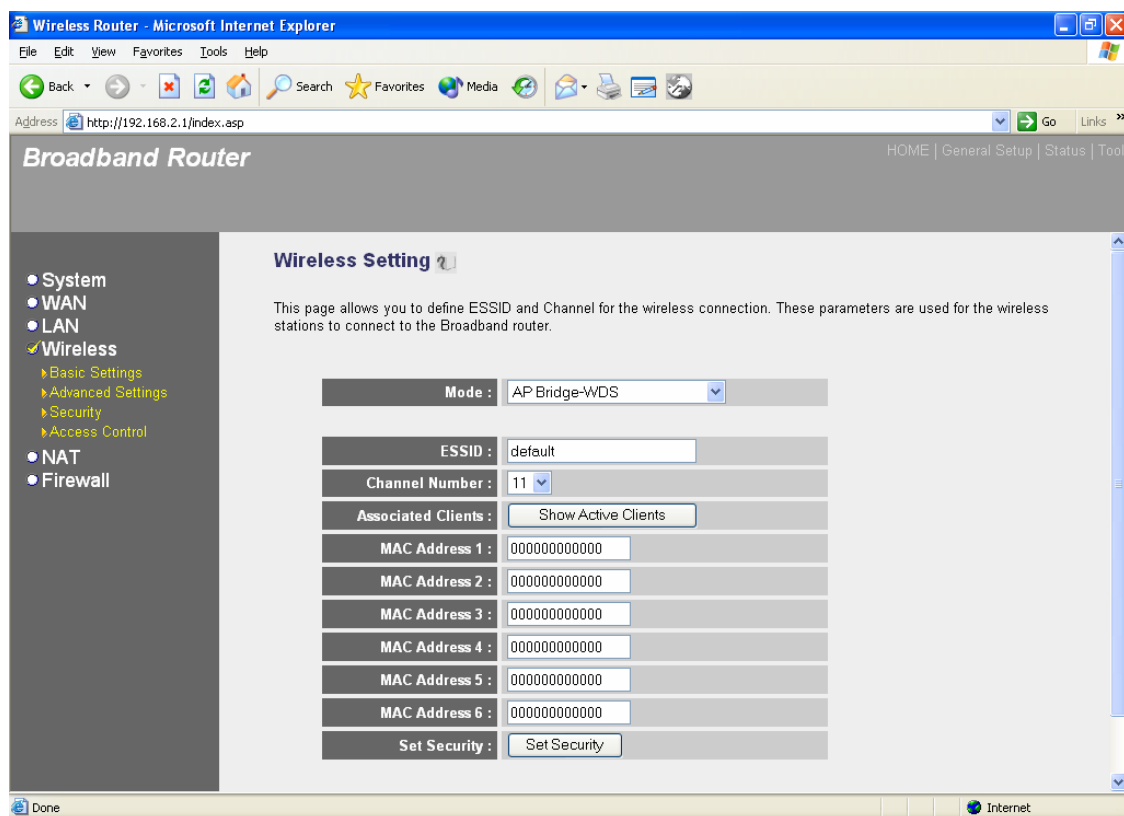 Wireless Router - Microsoft Internet Explorer
File Edit View Favorites Tools Help
Back Search Favorites Media
Address http://192.168.2.1/index.asp Go Links »
Broadband Router
HOME | General Setup | Status | Tool
System
WAN
LAN
Wireless
Basic Settings
Advanced Settings
Security
Access Control
NAT
Firewall
Wireless Setting
This page allows you to define ESSID and Channel for the wireless connection. These parameters are used for the wireless
stations to connect to the Broadband router.
Mode : AP Bridge-WDS
ESSID : default
Channel Number : 11
Associated Clients : Show Active Clients
MAC Address 1 : 000000000000
MAC Address 2 : 000000000000
MAC Address 3 : 000000000000
MAC Address 4 : 000000000000
MAC Address 5 : 000000000000
MAC Address 6 : 000000000000
Set Security : Set Security
Done Internet